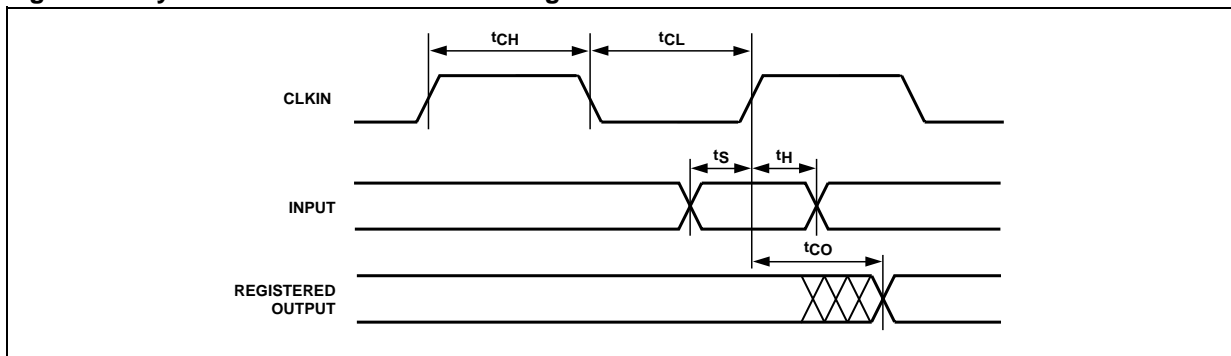 tCH
tCL
CLKIN
tS
tH
INPUT
tCO
REGISTERED
OUTPUT